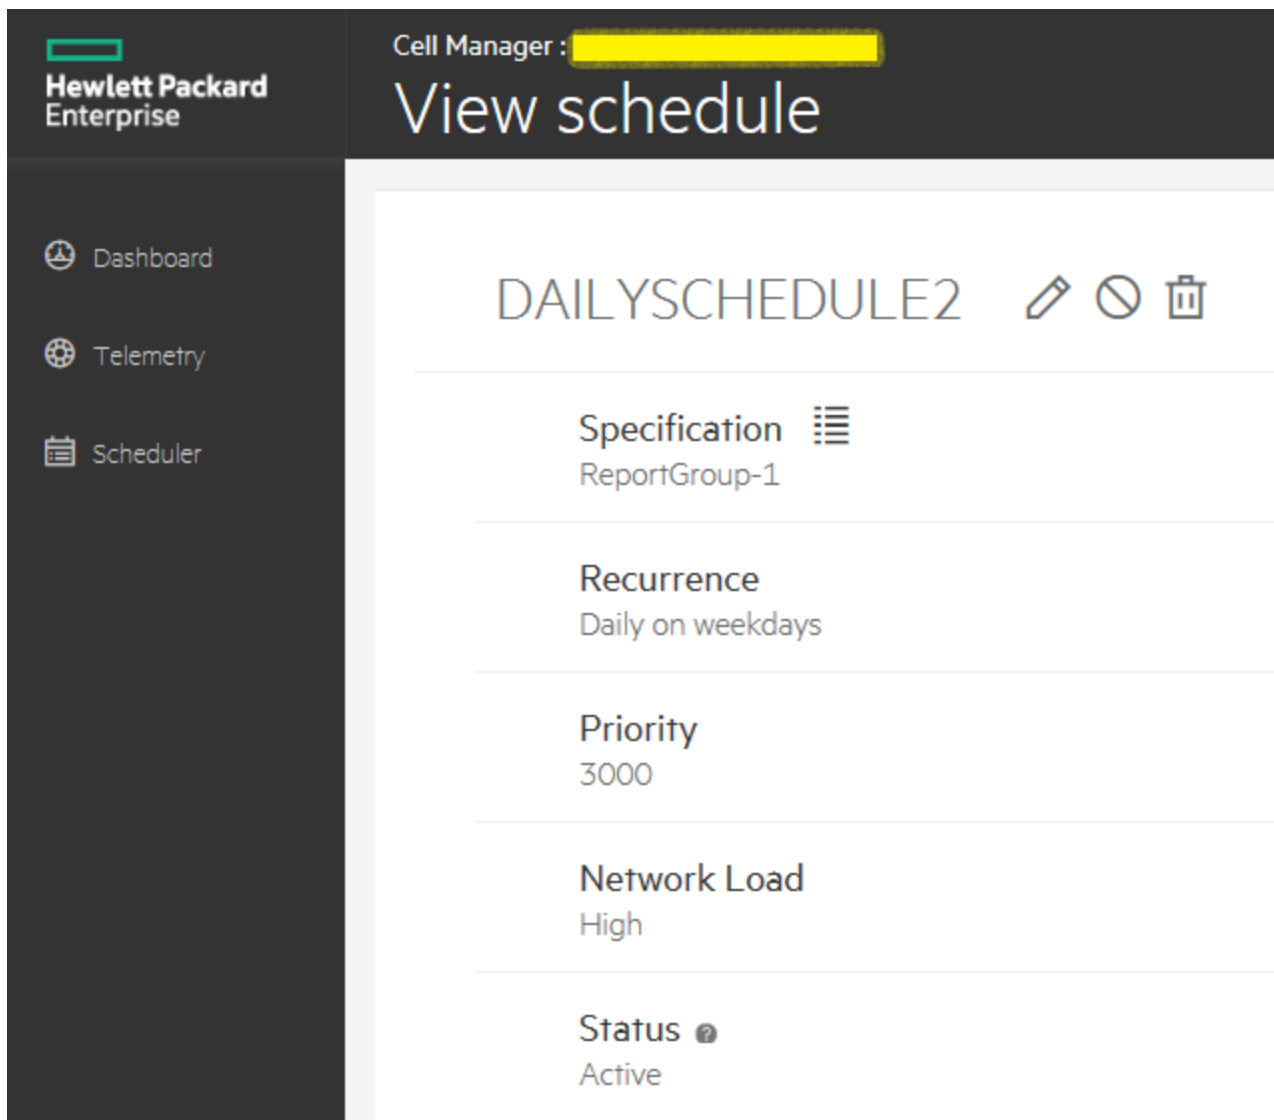 Hewlett Packard
Enterprise
Cell Manager :
View schedule
Dashboard
Telemetry
Scheduler
DAILYSCHEDULE2
Specification
ReportGroup-1
Recurrence
Daily on weekdays
Priority
3000
Network Load
High
Status ?
Active